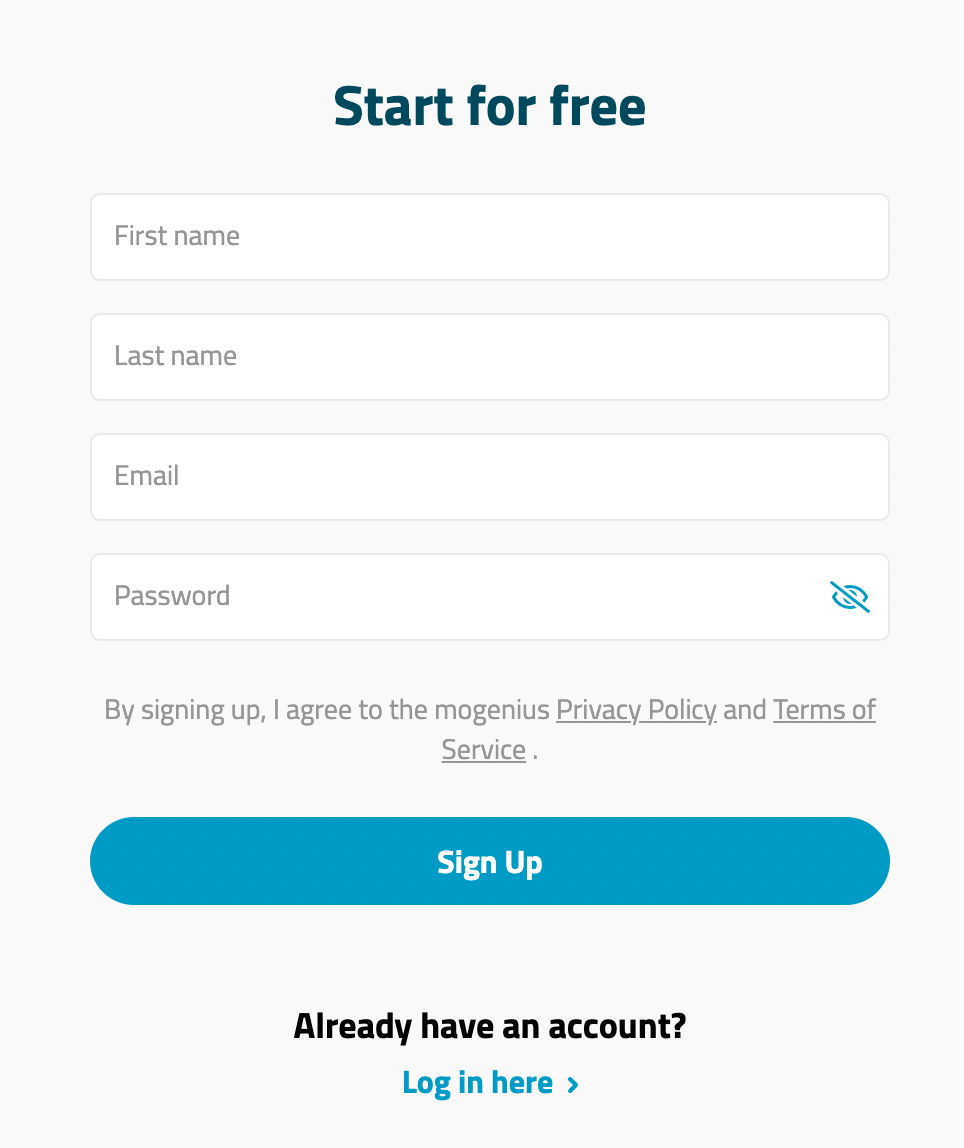 Start for free
First name
Last name
Email
Password
By signing up, I agree to the mogenius Privacy Policy and Terms of
Service .
Sign Up
Already have an account?
Log in here